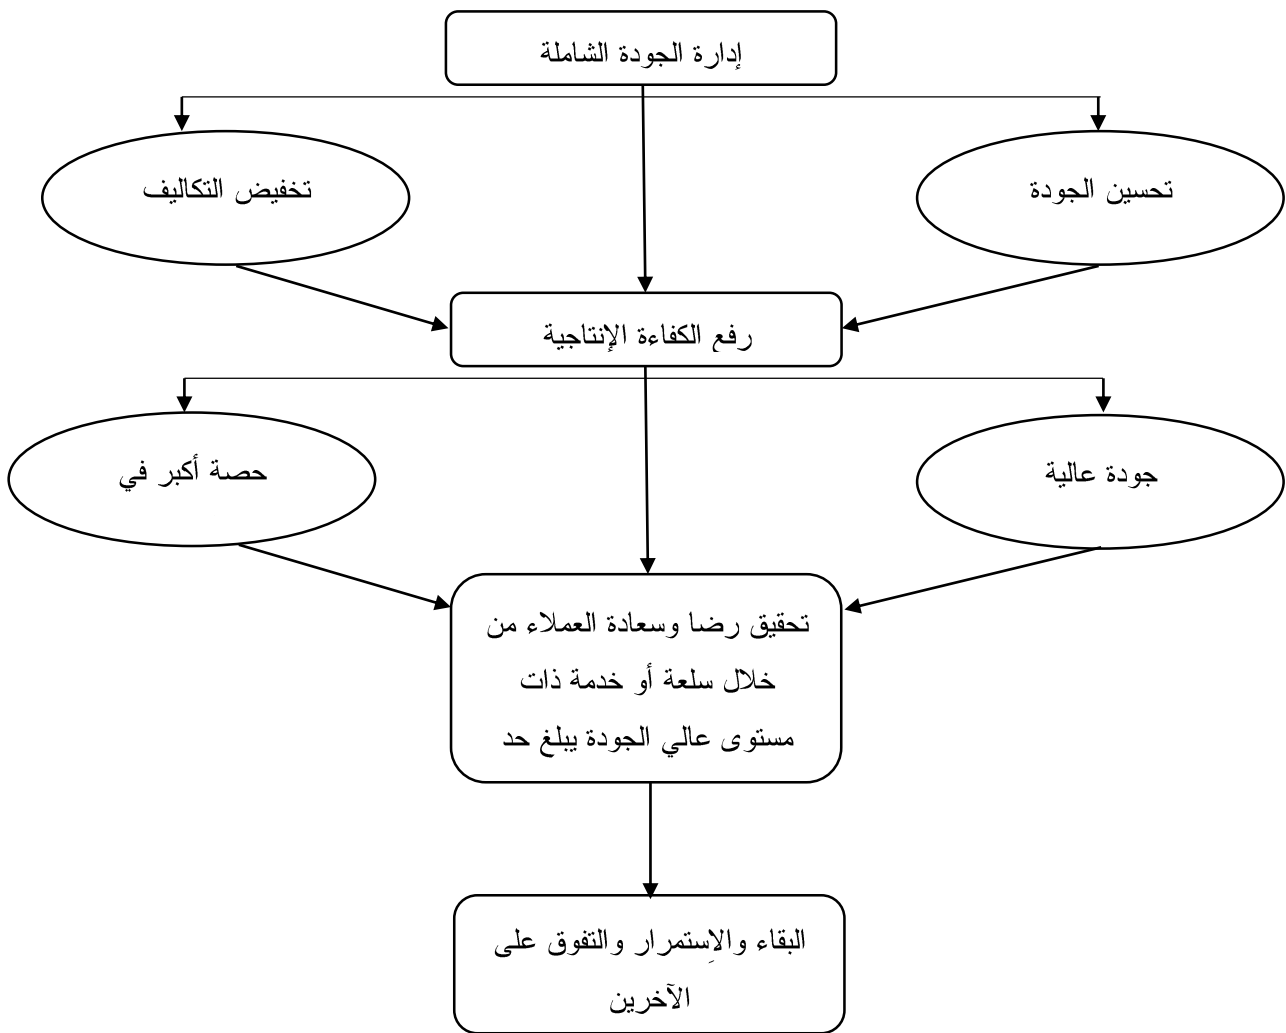 إدارة الجودة الشاملة
تحسين الجودة
تخفيض التكاليف
رفع الكفاءة الإنتاجية
جودة عالية
حصة أكبر في
تحقيق رضا وسعادة العملاء من
خلال سلعة أو خدمة ذات
مستوى عالي الجودة يبلغ حد
البقاء والإستمرار والتفوق على
الآخرين